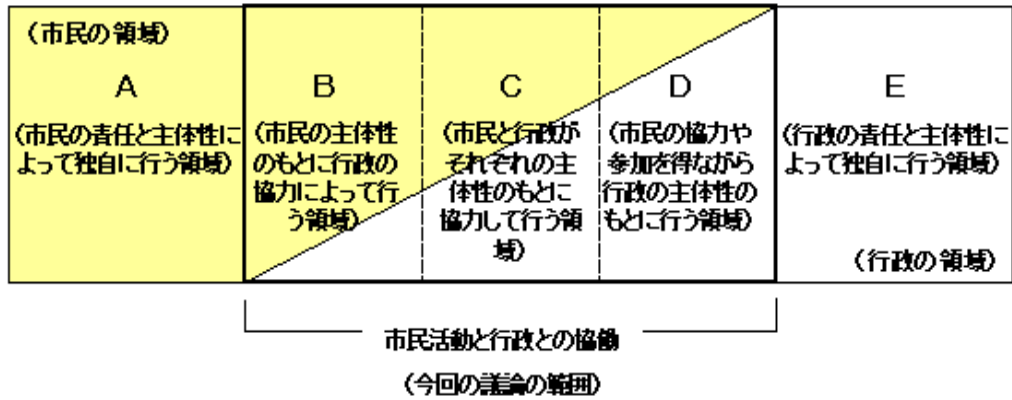 (市民の領域)
A
(市民の責任と主体性に
よって独自に行う領域)
B
(市民の主体性
のもとに行政の
協力によって行
う領域)
C
(市民と行政が
それぞれの主
体性のもとに
協力して行う領
域)
D
(市民の協力や
参加を得ながら
行政の主体性の
もとに行う領域)
E
(行政の責任と主体性に
よって独自に行う領域)
(行政の領域)
市民活動と行政との協働
(今回の議論の範囲)